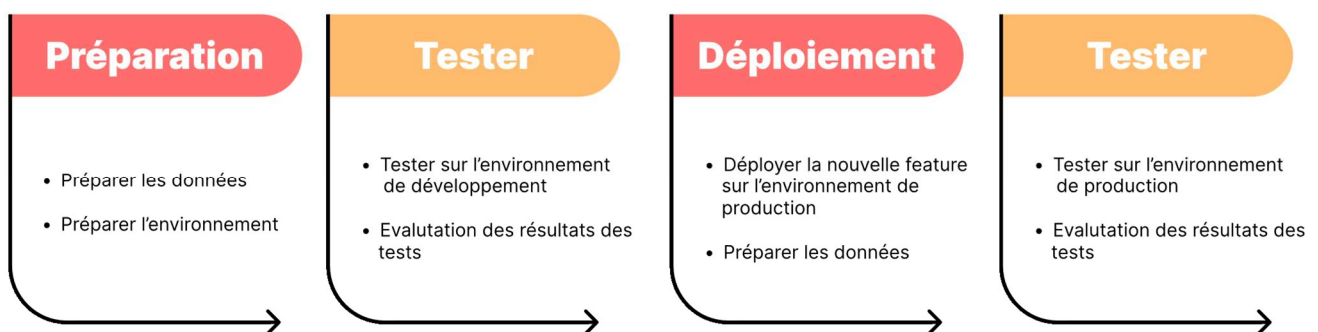 Préparation
• Préparer les données
• Préparer l'environnement
Tester
• Tester sur l'environnement
de développement
• Evalutation des résultats des
tests
Déploiement
• Déployer la nouvelle feature
sur l'environnement de
production
• Préparer les données
Tester
• Tester sur l'environnement
de production
• Evalutation des résultats des
tests